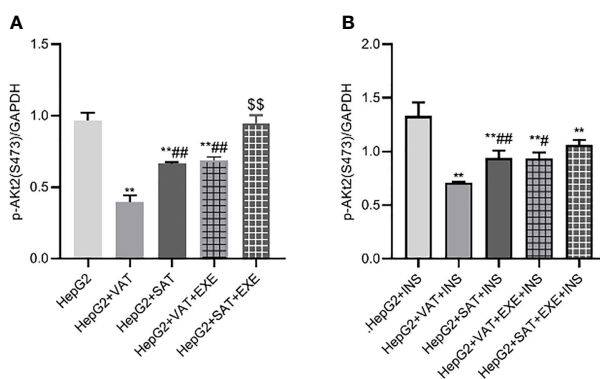 A
p-AKt2(S473)/GAPDH
1.5
1.0
0.5
0.0
**
**##
**##
$$
HepG2
HepG2+VAT
HepG2+SAT
HepG2+VAT+EXE
HepG2+SAT+EXE
B
p-AKt2(S473)/GAPDH
2.0
1.5
1.0
0.5
0.0
**
**##
**#
**
.HepG2+INS
HepG2+VAT+INS
HepG2+SAT+INS
HepG2+VAT+EXE+INS
HepG2+SAT+EXE+INS